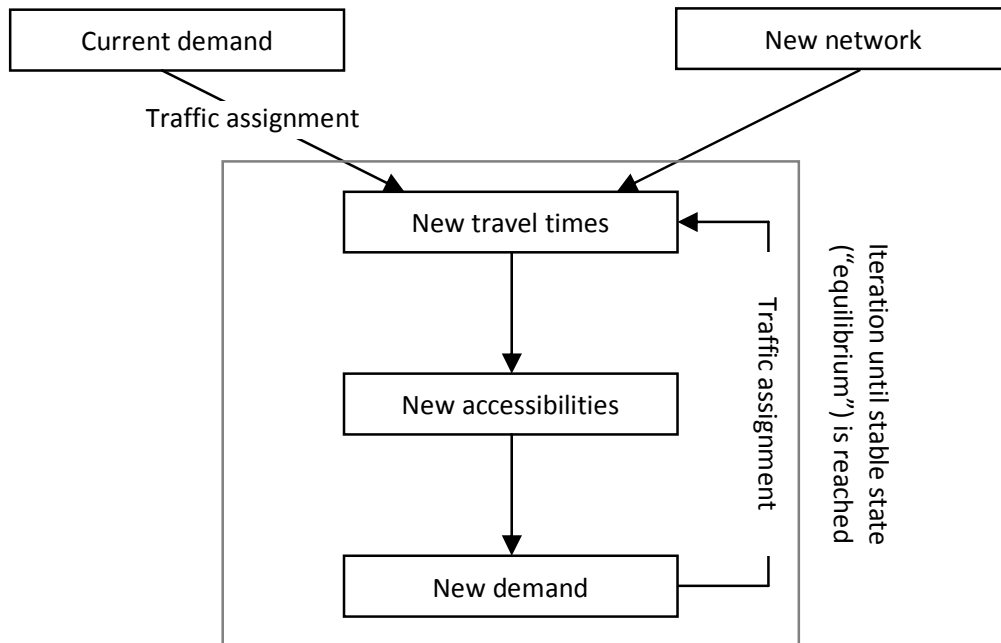 Current demand
New network
Traffic assignment
New travel times
New accessibilities
New demand
Traffic assignment
Iteration until stable state
(“equilibrium”) is reached